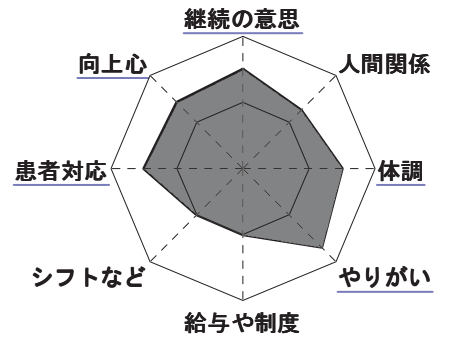 継続の意思
向上心
人間関係
患者対応
体調
シフトなど
やりがい
給与や制度